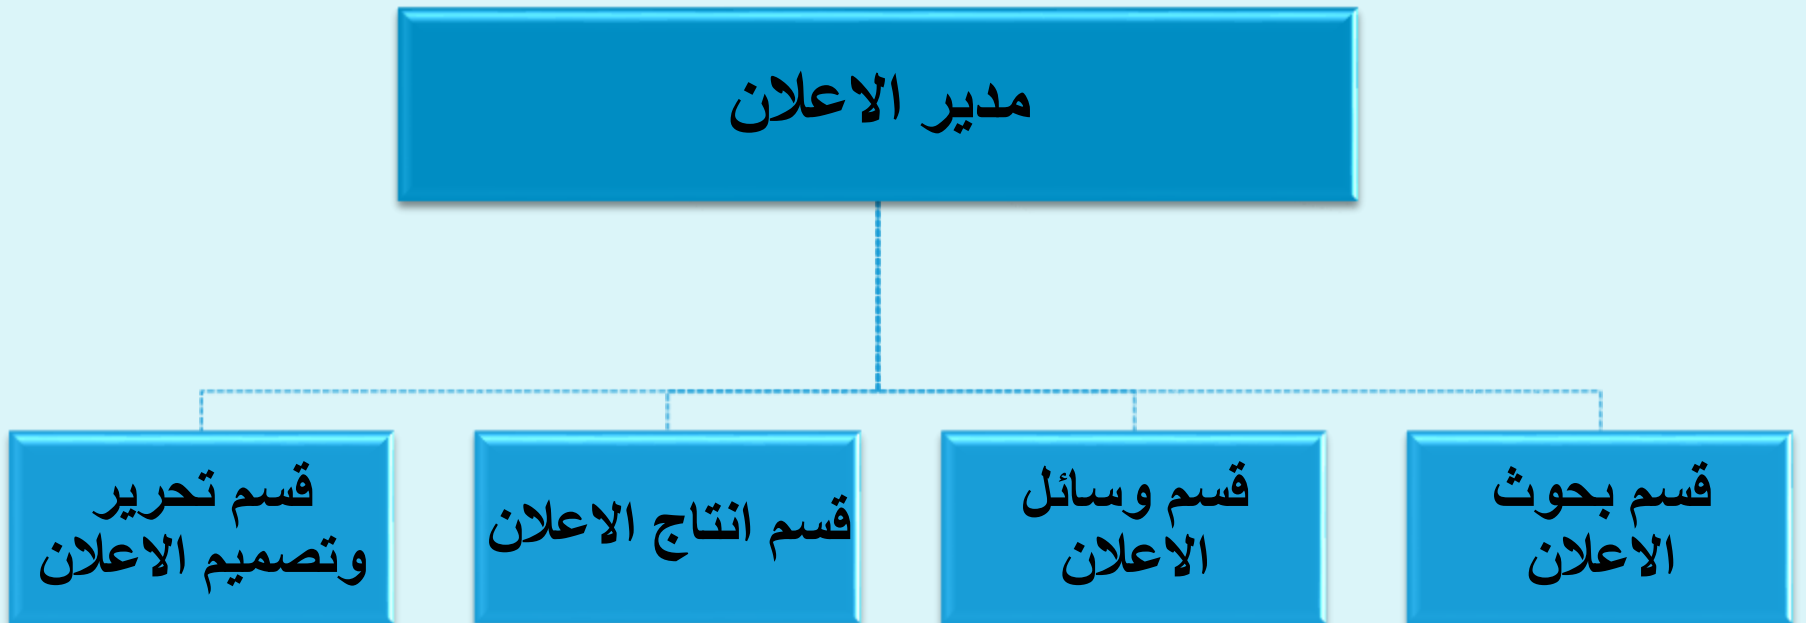 مدير الاعلان
قسم بحوث
الاعلان
قسم وسائل
الاعلان
قسم انتاج الاعلان
قسم تحرير
وتصميم الاعلان